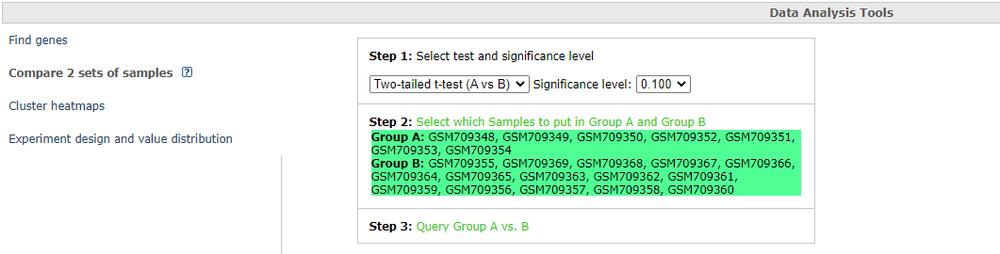 Data Analysis Tools
Find genes
Compare 2 sets of samples ?
Cluster heatmaps
Experiment design and value distribution
Step 1: Select test and significance level
Two-tailed t-test (A vs B) Significance level: 0.100
Step 2: Select which Samples to put in Group A and Group B
Group A: GSM709348, GSM709349, GSM709350, GSM709352, GSM709351,
GSM709353, GSM709354
Group B: GSM709355, GSM709369, GSM709368, GSM709367, GSM709366,
GSM709364, GSM709365, GSM709363, GSM709362, GSM709361,
GSM709359, GSM709356, GSM709357, GSM709358, GSM709360
Step 3: Query Group A vs. B